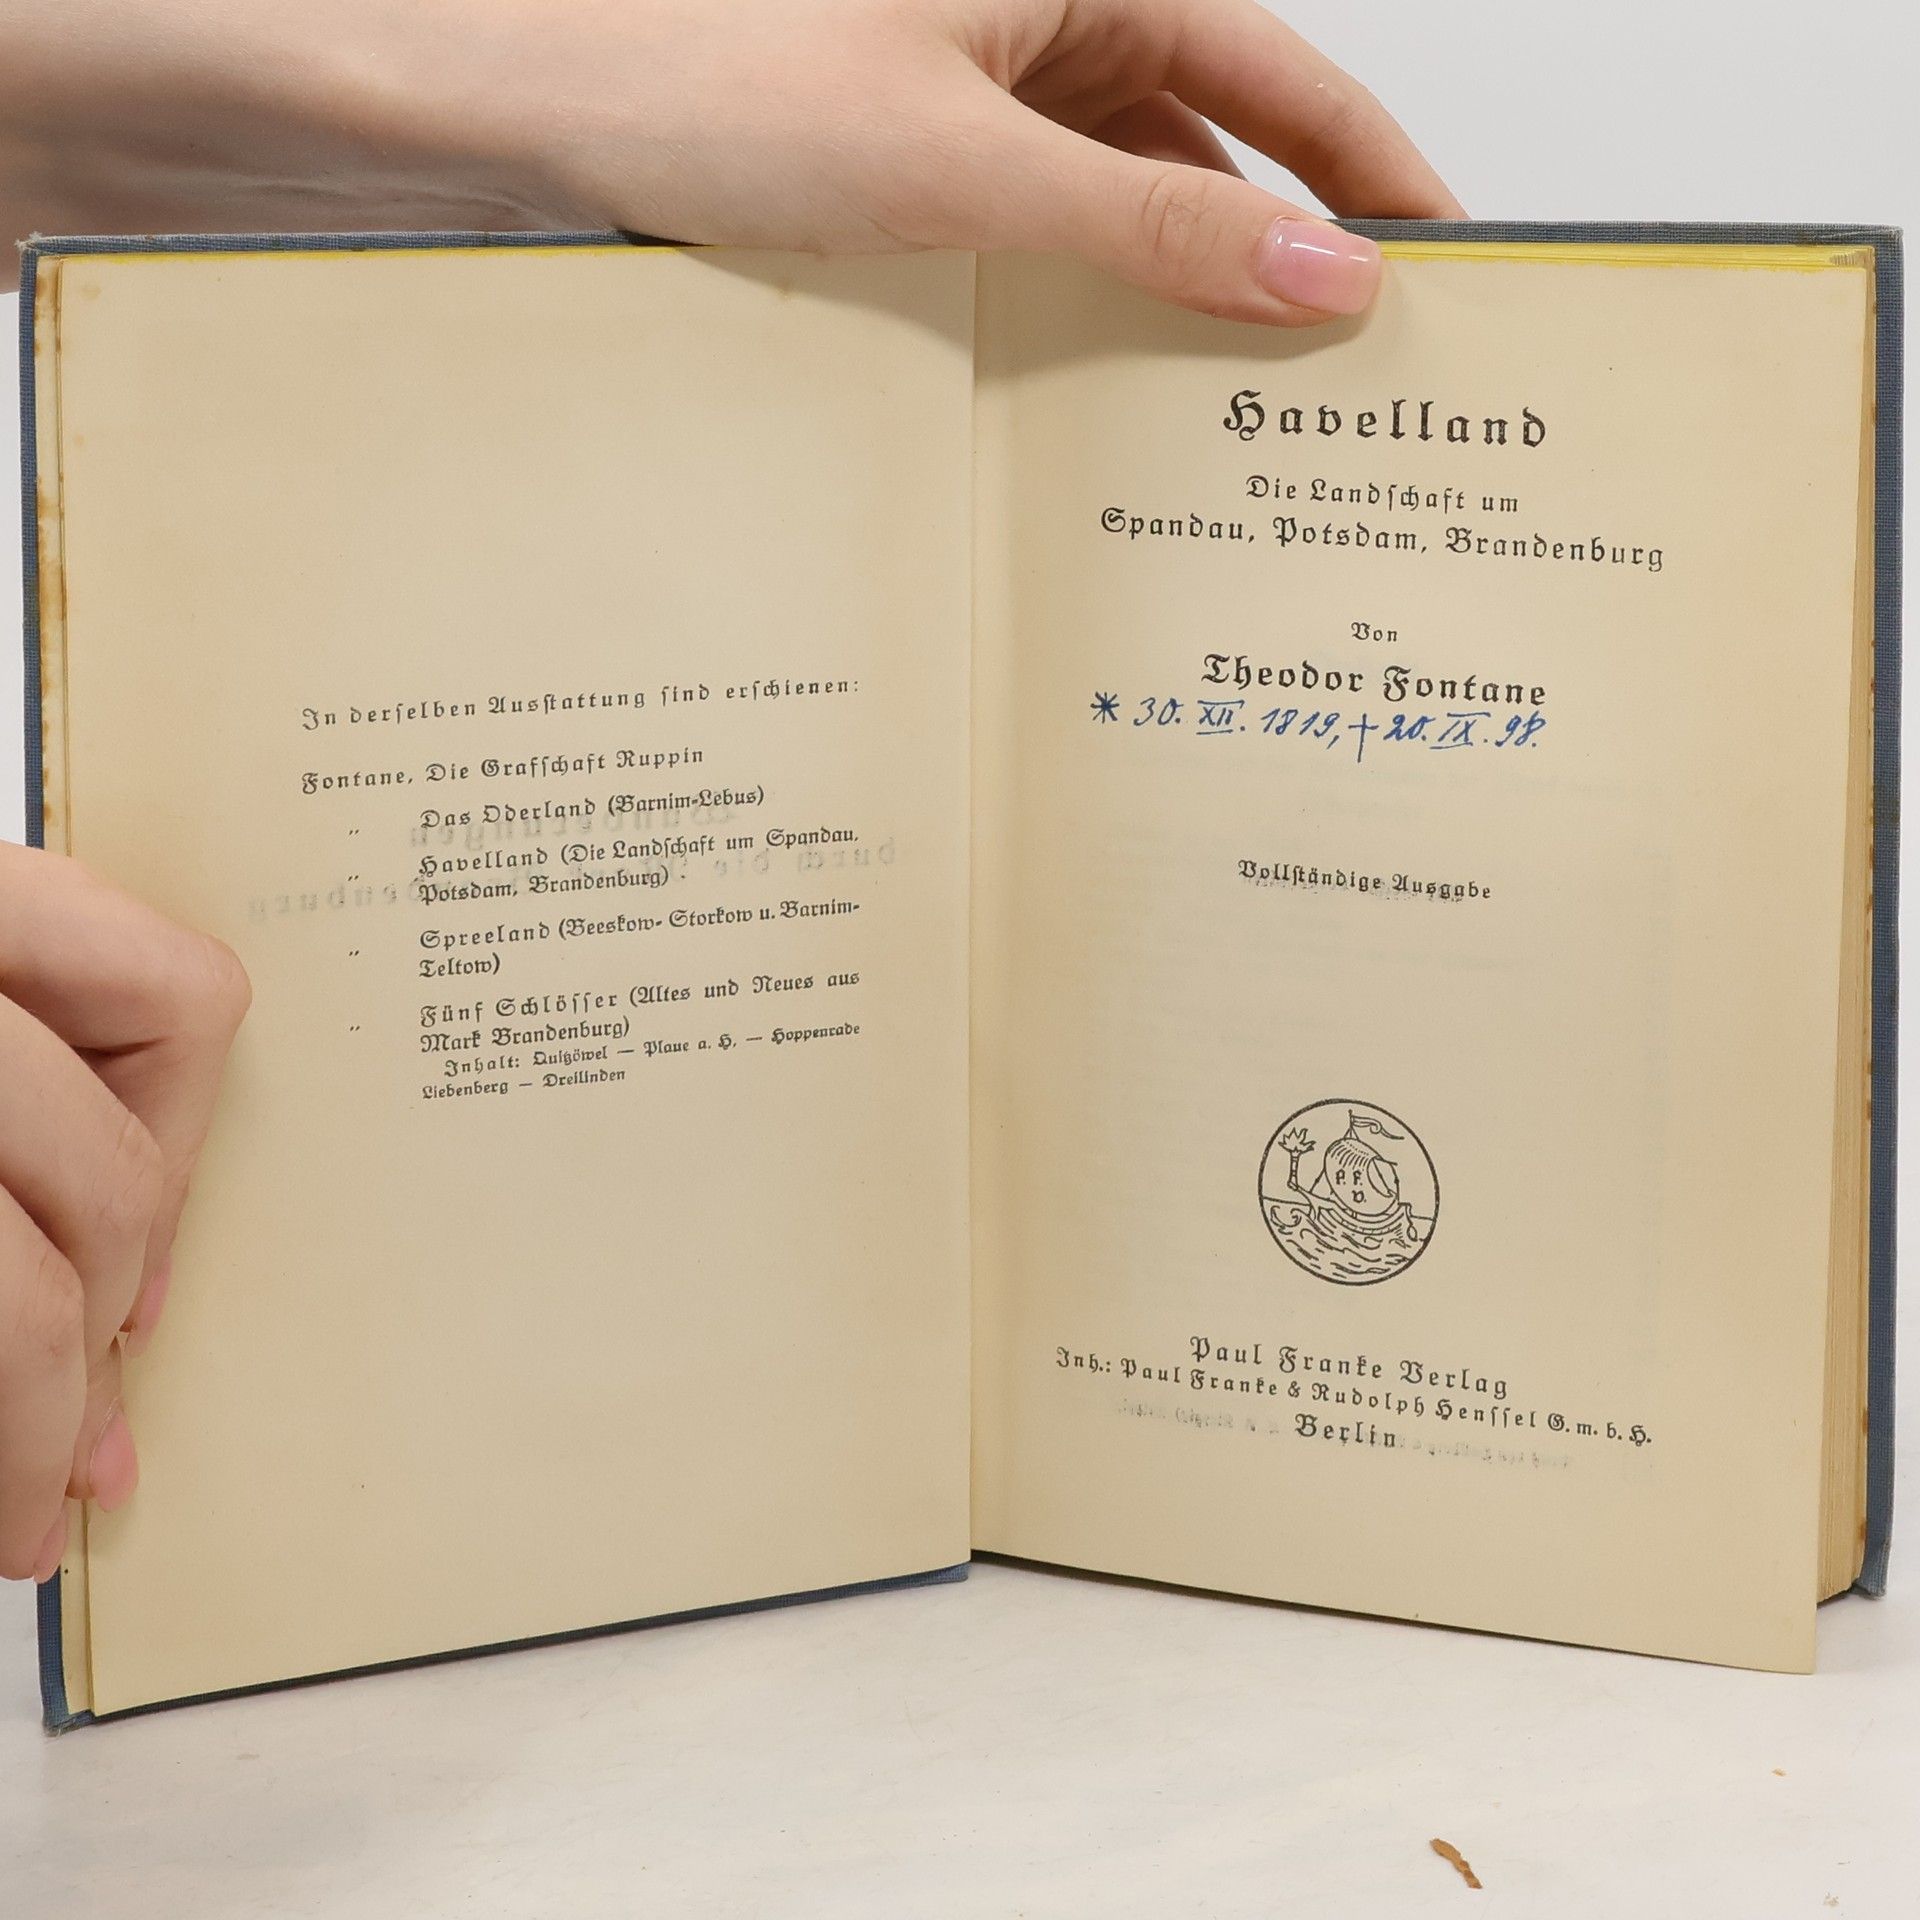 In derselben Ausstattung sind erschienen:
Fontane, Die Grafschaft Ruppin
„ Das Oderland (Barnim-Lebus)
„ Havelland (Die Landschaft um Spandau,
Potsdam, Brandenburg)
„ Spreeland (Beeskow- Storkow u. Barnim-
Teltow)
„ Fünf Schlösser (Altes und Neues aus
Mark Brandenburg)
Inhalt: Quitzöwel — Plaue a. H. — Hoppenrade
Liebenberg — Dreilinden
Havelland
Die Landschaft um
Spandau, Potsdam, Brandenburg
Von
Theodor Fontane
* 30. XII. 1819, † 20. IX. 98.
Vollständige Ausgabe
P. F.
V.
Paul Franke Verlag
Inh.: Paul Franke & Rudolph Henssel G. m. b. H.
Berlin